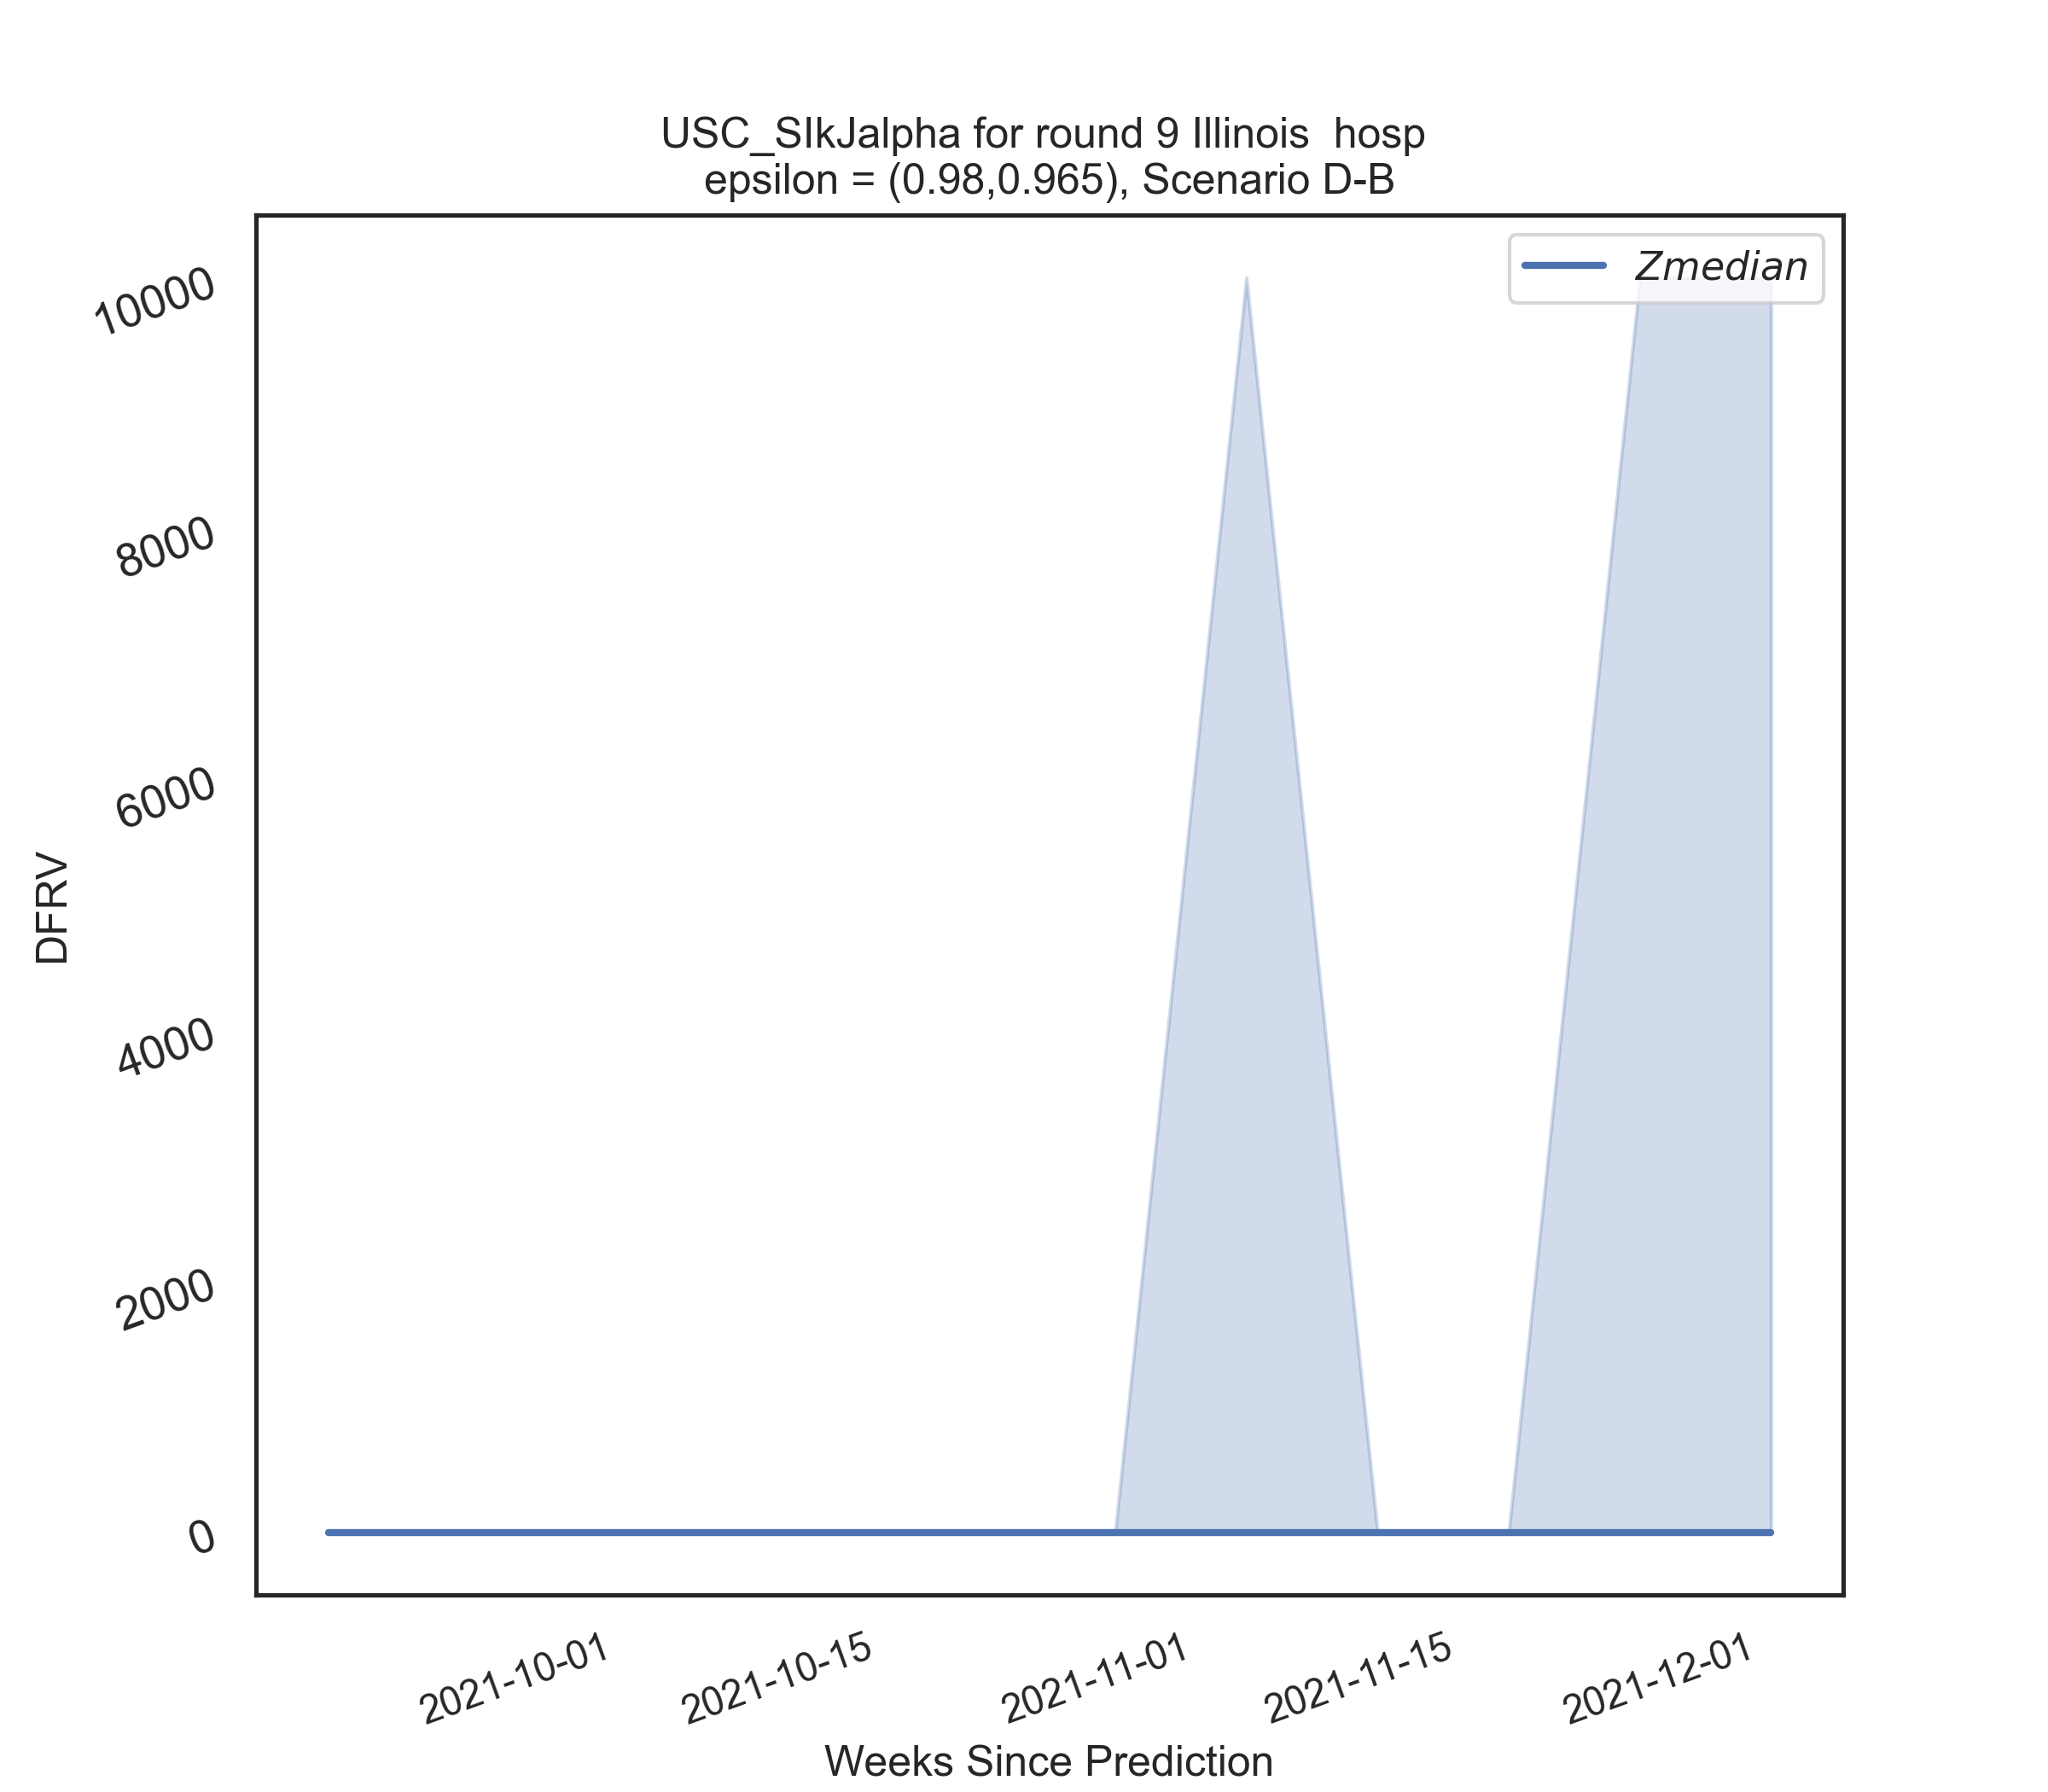 USC_SIkJalpha for round 9 Illinois  hosp
epsilon = (0.98,0.965), Scenario D-B
Zmedian
10000
8000
6000
4000
2000
0
DFRV
2021-10-01
2021-10-15
2021-11-01
2021-11-15
2021-12-01
Weeks Since Prediction